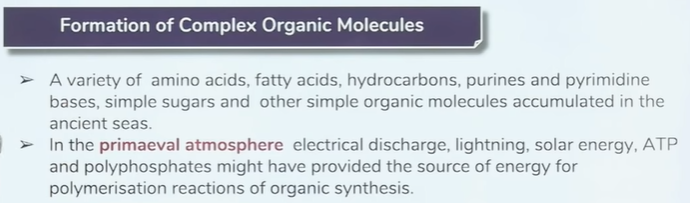 Formation of Complex Organic Molecules
➢ A variety of amino acids, fatty acids, hydrocarbons, purines and pyrimidine
bases, simple sugars and other simple organic molecules accumulated in the
ancient seas.
➢ In the primaeval atmosphere electrical discharge, lightning, solar energy, ATP
and polyphosphates might have provided the source of energy for
polymerisation reactions of organic synthesis.